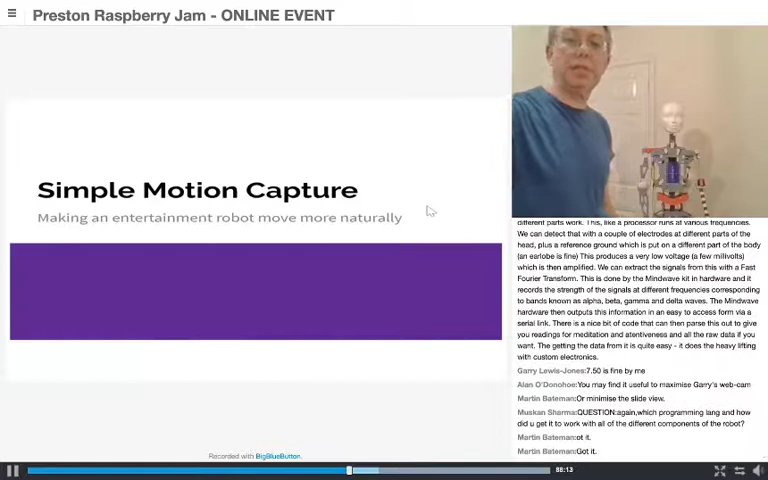 Preston Raspberry Jam - ONLINE EVENT
Simple Motion Capture
Making an entertainment robot move more naturally
different parts work. This, like a processor runs at various frequencies.
We can detect that with a couple of electrodes at different parts of the
head, plus a reference ground which is put on a different part of the body
(an earlobe is fine) This produces a very low voltage (a few millivolts)
which is then amplified. We can extract the signals from this with a Fast
Fourier Transform. This is done by the Mindwave kit in hardware and it
records the strength of the signals at different frequencies corresponding
to bands known as alpha, beta, gamma and delta waves. The Mindwave
hardware then outputs this information in an easy to access form via a
serial link. There is a nice bit of code that can then parse this out to give
you readings for meditation and atentiveness and all the raw data if you
want. The getting the data from it is quite easy - it does the heavy lifting
with custom electronics.
Garry Lewis-Jones:7.50 is fine by me
Alan O'Donohoe:You may find it useful to maximise Garry's web-cam
Martin Bateman:Or minimise the slide view.
Muskan Sharma:QUESTION:again,which programming lang and how
did u get it to work with all of the different components of the robot?
Martin Bateman:ot it.
Martin Bateman:Got it.
Recorded with BigBlueButton.
88:13